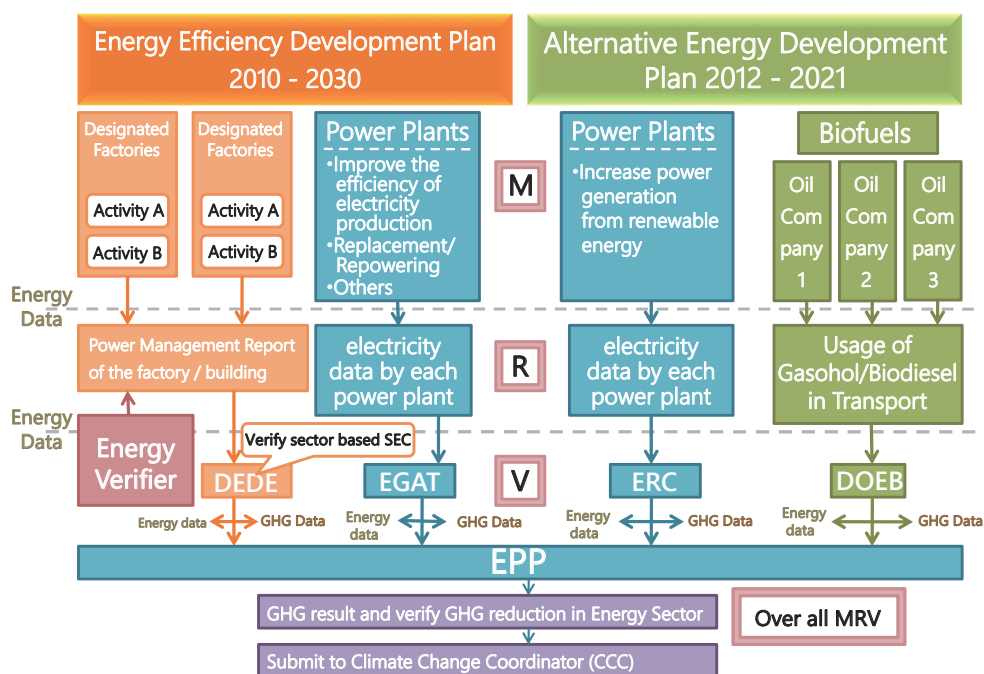 Energy Efficiency Development Plan
2010 - 2030
Alternative Energy Development
Plan 2012 - 2021
Designated
Factories
Activity A
Activity B
Designated
Factories
Activity A
Activity B
Power Plants
•Improve the
efficiency of
electricity
production
•Replacement/
Repowering
•Others
M
Power Plants
•Increase power
generation
from renewable
energy
Biofuels
Oil
Com
pany
1
Oil
Com
pany
2
Oil
Com
pany
3
Energy
Data
Power Management Report
of the factory / building
electricity
data by each
power plant
R
electricity
data by each
power plant
Usage of
Gasohol/Biodiesel
in Transport
Energy
Data
Energy
Verifier
Verify sector based SEC
DEDE
EGAT
V
ERC
DOEB
Energy data
GHG Data
Energy
data
GHG Data
Energy
data
GHG Data
Energy
data
GHG Data
EPP
GHG result and verify GHG reduction in Energy Sector
Over all MRV
Submit to Climate Change Coordinator (CCC)